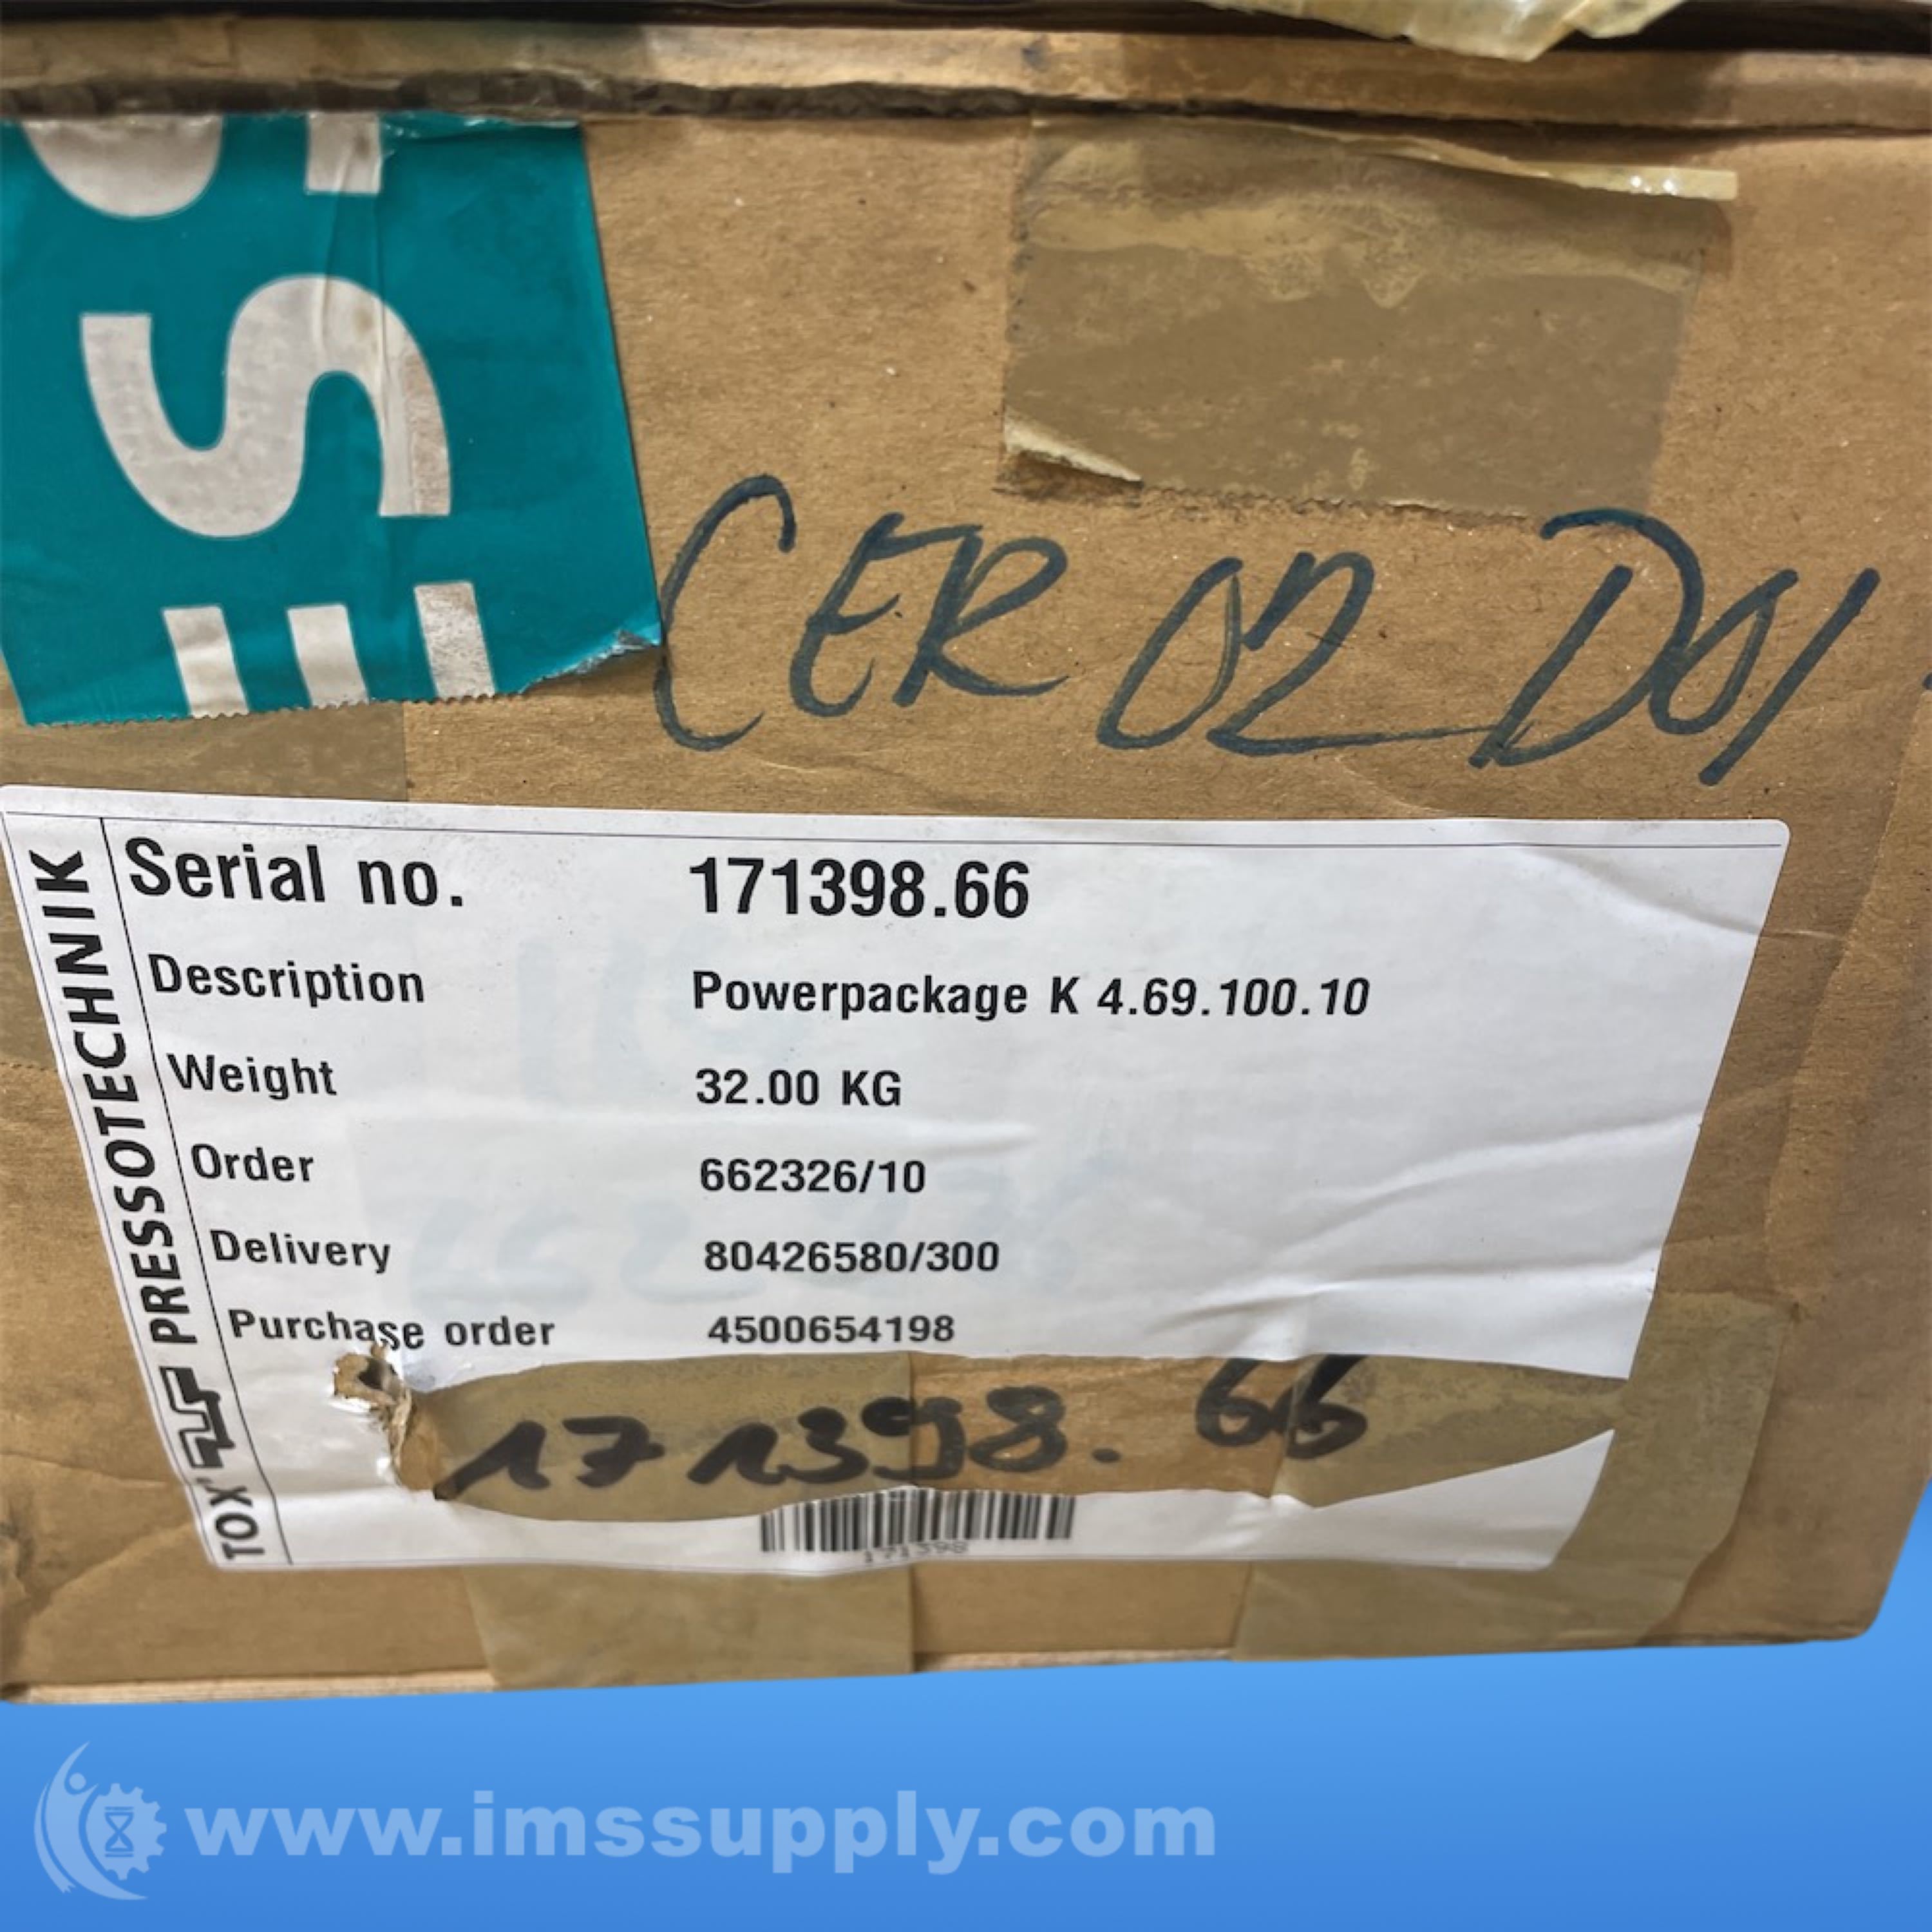 SE
CER 02 D01
TOX PRESSOTECHNIK
Serial no. 171398.66
Description Powerpackage K 4.69.100.10
Weight 32.00 KG
Order 662326/10
Delivery 80426580/300
Purchase order 4500654198
171398.66
171398
www.imssupply.com